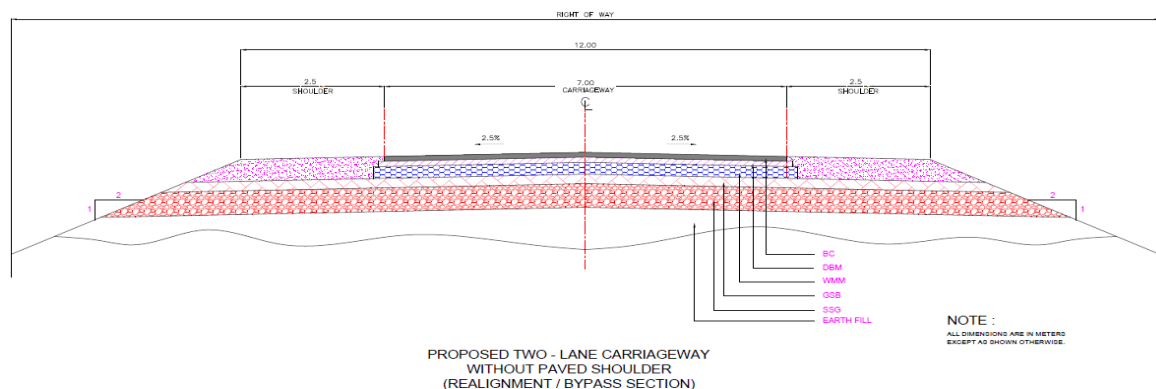 RIGHT OF WAY
12.00
2.5
SHOULDER
7.00
CARRIAGEWAY
2.5
SHOULDER
CL
2.5%
2.5%
2
1
2
1
BC
DBM
WMM
GSB
SSG
EARTH FILL
NOTE :
ALL DIMENSIONS ARE IN METERS
EXCEPT AS SHOWN OTHERWISE.
PROPOSED TWO - LANE CARRIAGEWAY
WITHOUT PAVED SHOULDER
(REALIGNMENT / BYPASS SECTION)